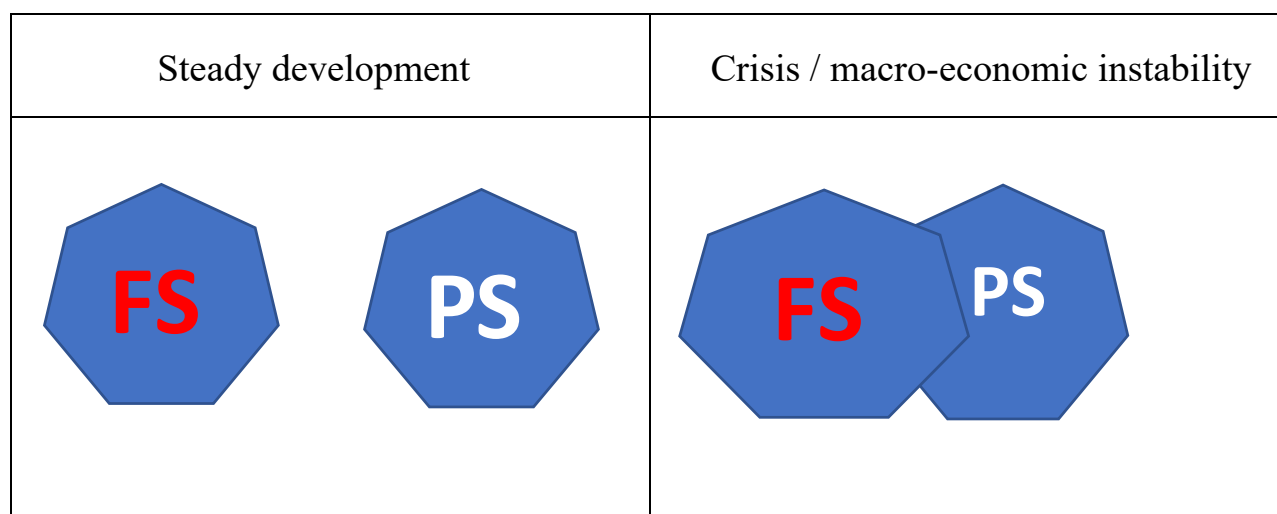 Steady development
Crisis / macro-economic instability
FS
PS
FS
PS